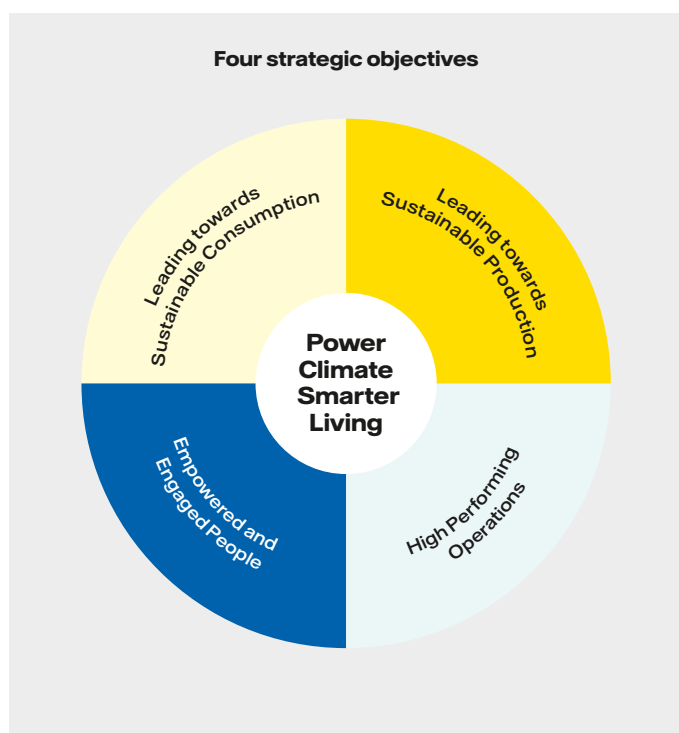 Four strategic objectives
Leading towards
Sustainable Consumption
Leading towards
Sustainable Production
Power
Climate
Smarter
Living
Empowered and
Engaged People
High Performing
Operations